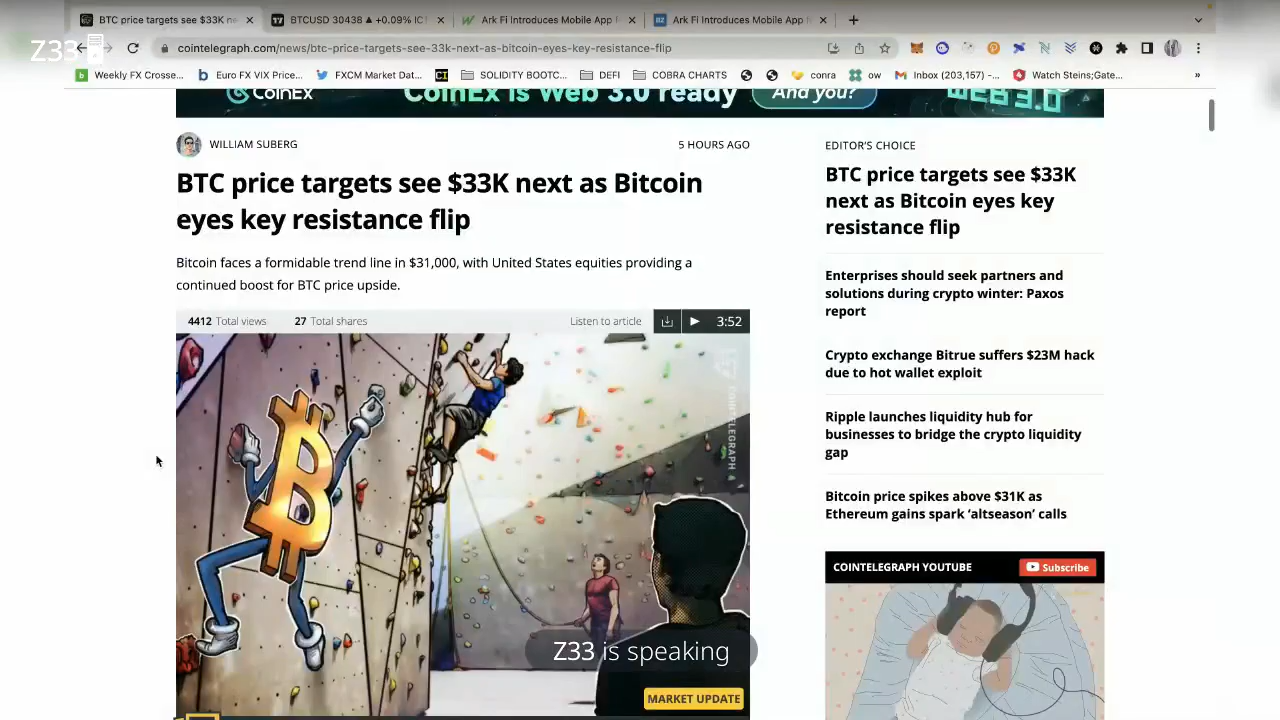 BTC price targets see $33K n
BTCUSD 30438 ▲ +0.09%
Ark Fi Introduces Mobile App
Ark Fi Introduces Mobile App
Z33
cointelegraph.com/news/btc-price-targets-see-33k-next-as-bitcoin-eyes-key-resistance-flip
Weekly FX Crosse...
Euro FX VIX Price...
FXCM Market Dat...
SOLIDITY BOOTC...
DEFI
COBRA CHARTS
conra
ow
Inbox (203,157) –...
Watch Steins;Gate...
»
CoinEx
CoinEx is Web 3.0 ready
And you?
WEB 3.0
WILLIAM SUBERG
5 HOURS AGO
BTC price targets see $33K next as Bitcoin
eyes key resistance flip
Bitcoin faces a formidable trend line in $31,000, with United States equities providing a
continued boost for BTC price upside.
4412 Total views
27 Total shares
Listen to article
3:52
COINTELEGRAPH
Z33 is speaking
MARKET UPDATE
EDITOR'S CHOICE
BTC price targets see $33K
next as Bitcoin eyes key
resistance flip
Enterprises should seek partners and
solutions during crypto winter: Paxos
report
Crypto exchange Bitrue suffers $23M hack
due to hot wallet exploit
Ripple launches liquidity hub for
businesses to bridge the crypto liquidity
gap
Bitcoin price spikes above $31K as
Ethereum gains spark ‘altseason’ calls
COINTELEGRAPH YOUTUBE
Subscribe